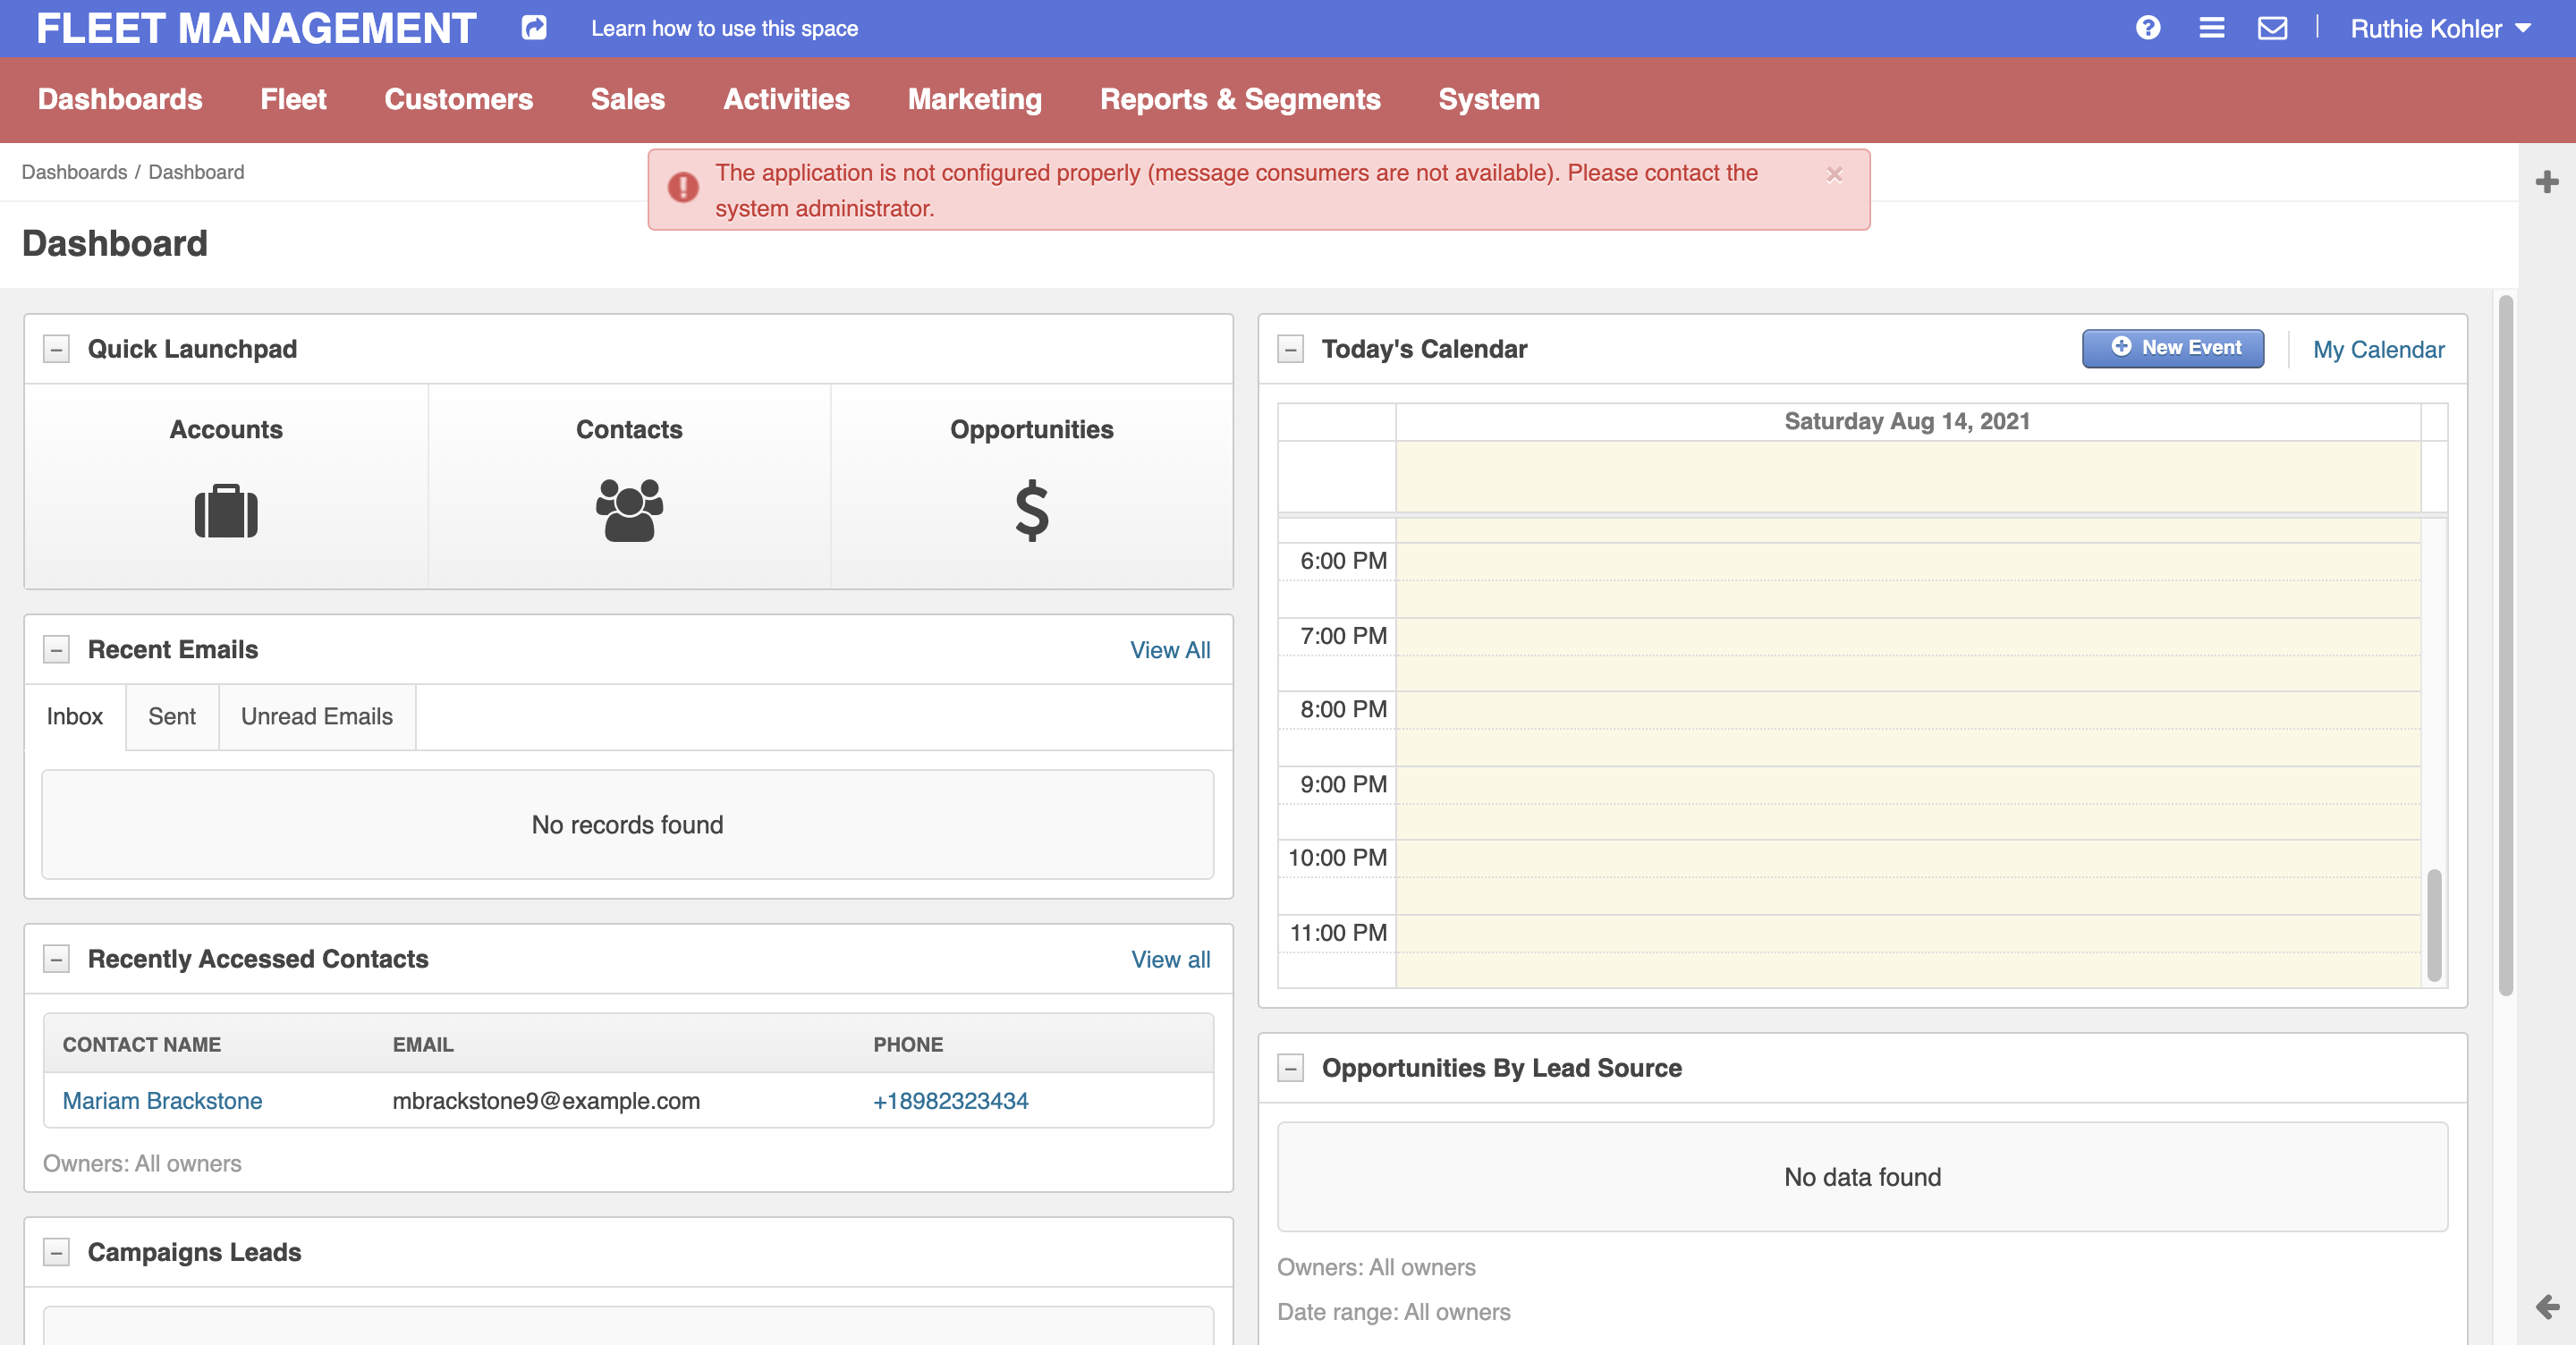 FLEET MANAGEMENT
Learn how to use this space
Ruthie Kohler
Dashboards
Fleet
Customers
Sales
Activities
Marketing
Reports & Segments
System
Dashboards / Dashboard
The application is not configured properly (message consumers are not available). Please contact the
system administrator.
×
Dashboard
Quick Launchpad
Accounts
Contacts
Opportunities
$
Recent Emails
View All
Inbox
Sent
Unread Emails
No records found
Recently Accessed Contacts
View all
CONTACT NAME
EMAIL
PHONE
Mariam Brackstone
mbrackstone9@example.com
+18982323434
Owners: All owners
Campaigns Leads
Today's Calendar
New Event
My Calendar
Saturday Aug 14, 2021
6:00 PM
7:00 PM
8:00 PM
9:00 PM
10:00 PM
11:00 PM
Opportunities By Lead Source
No data found
Owners: All owners
Date range: All owners